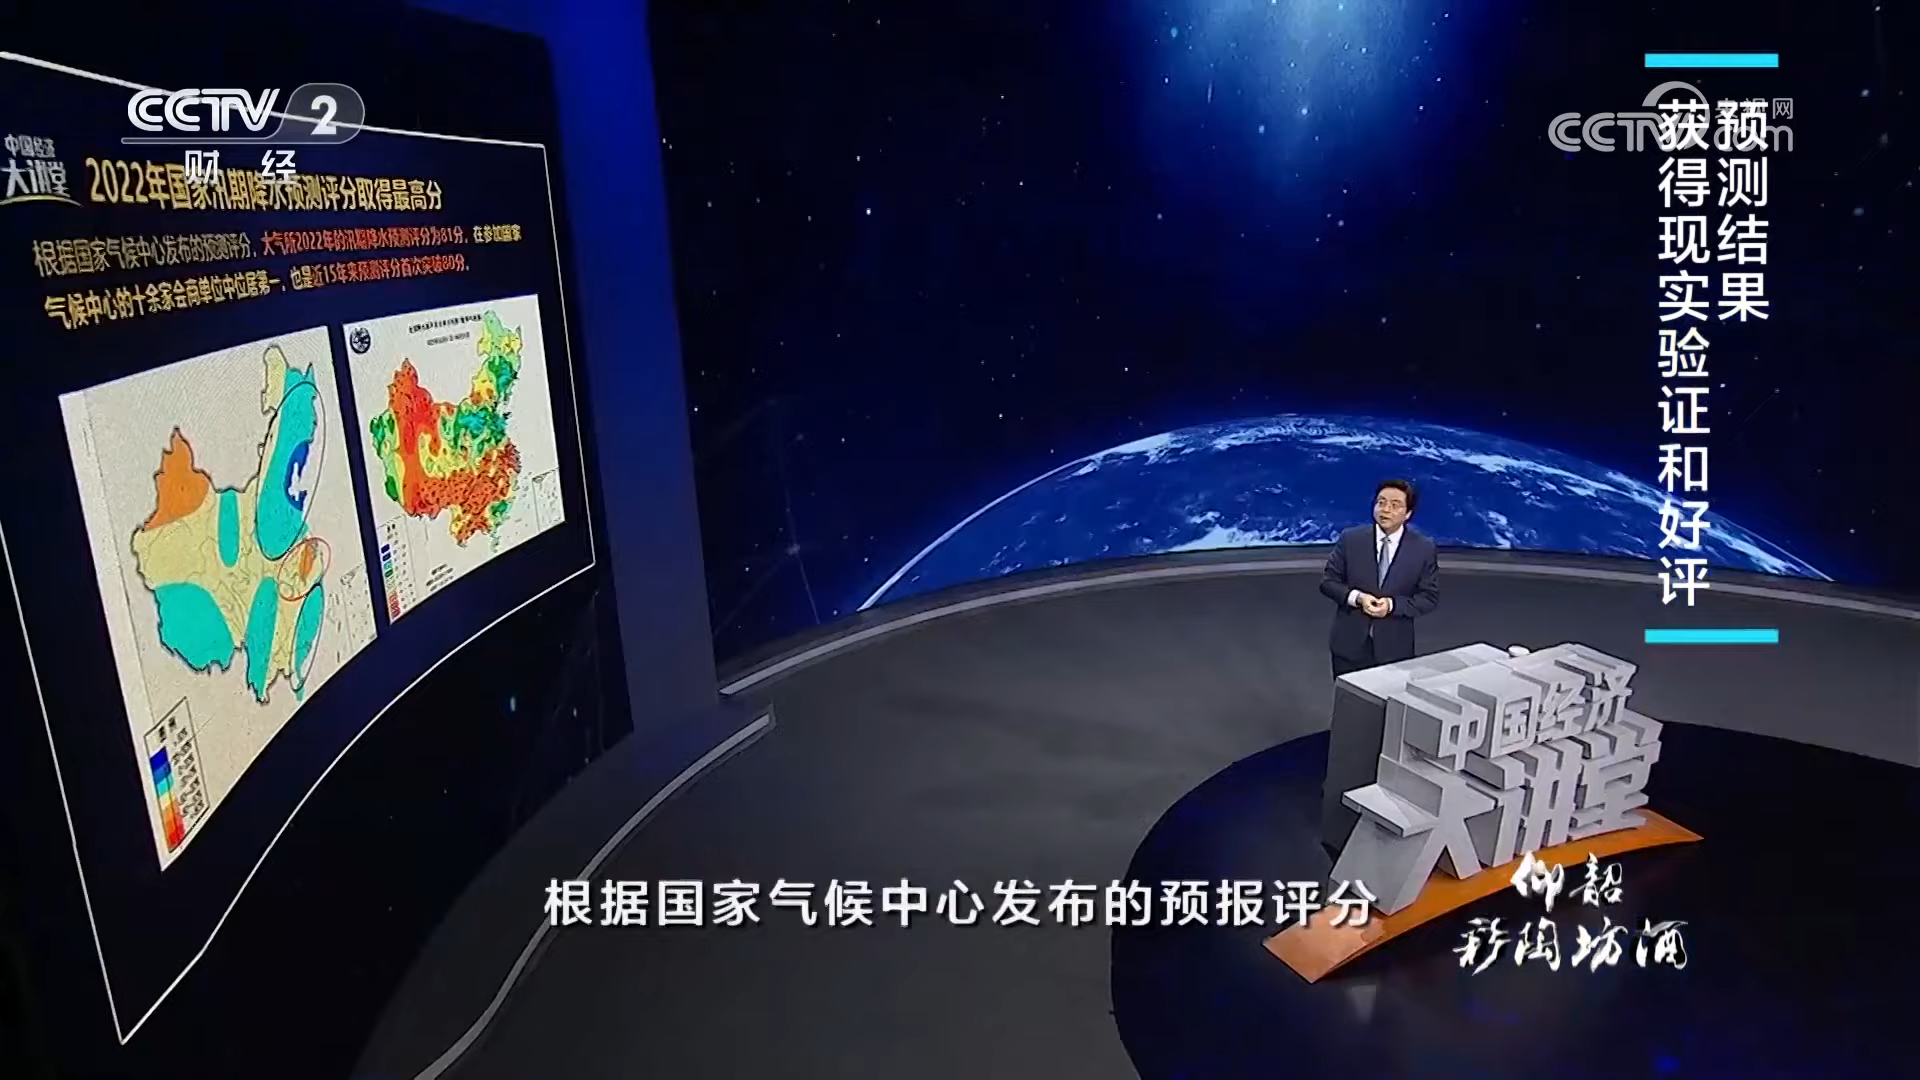 CCTV 2
财 经
中国经济
大讲堂
2022年国家汛期降水预测评分取得最高分
根据国家气候中心发布的预测评分，大气所2022年的汛期降水预测评分为81分，在参加国家
气候中心的十余家会商单位中位居第一，也是近15年来预测评分首次突破80分。
央视网
CCTV.com
预测结果
获得现实验证和好评
中国经济
大讲堂
根据国家气候中心发布的预报评分
仰韶
彩陶坊酒